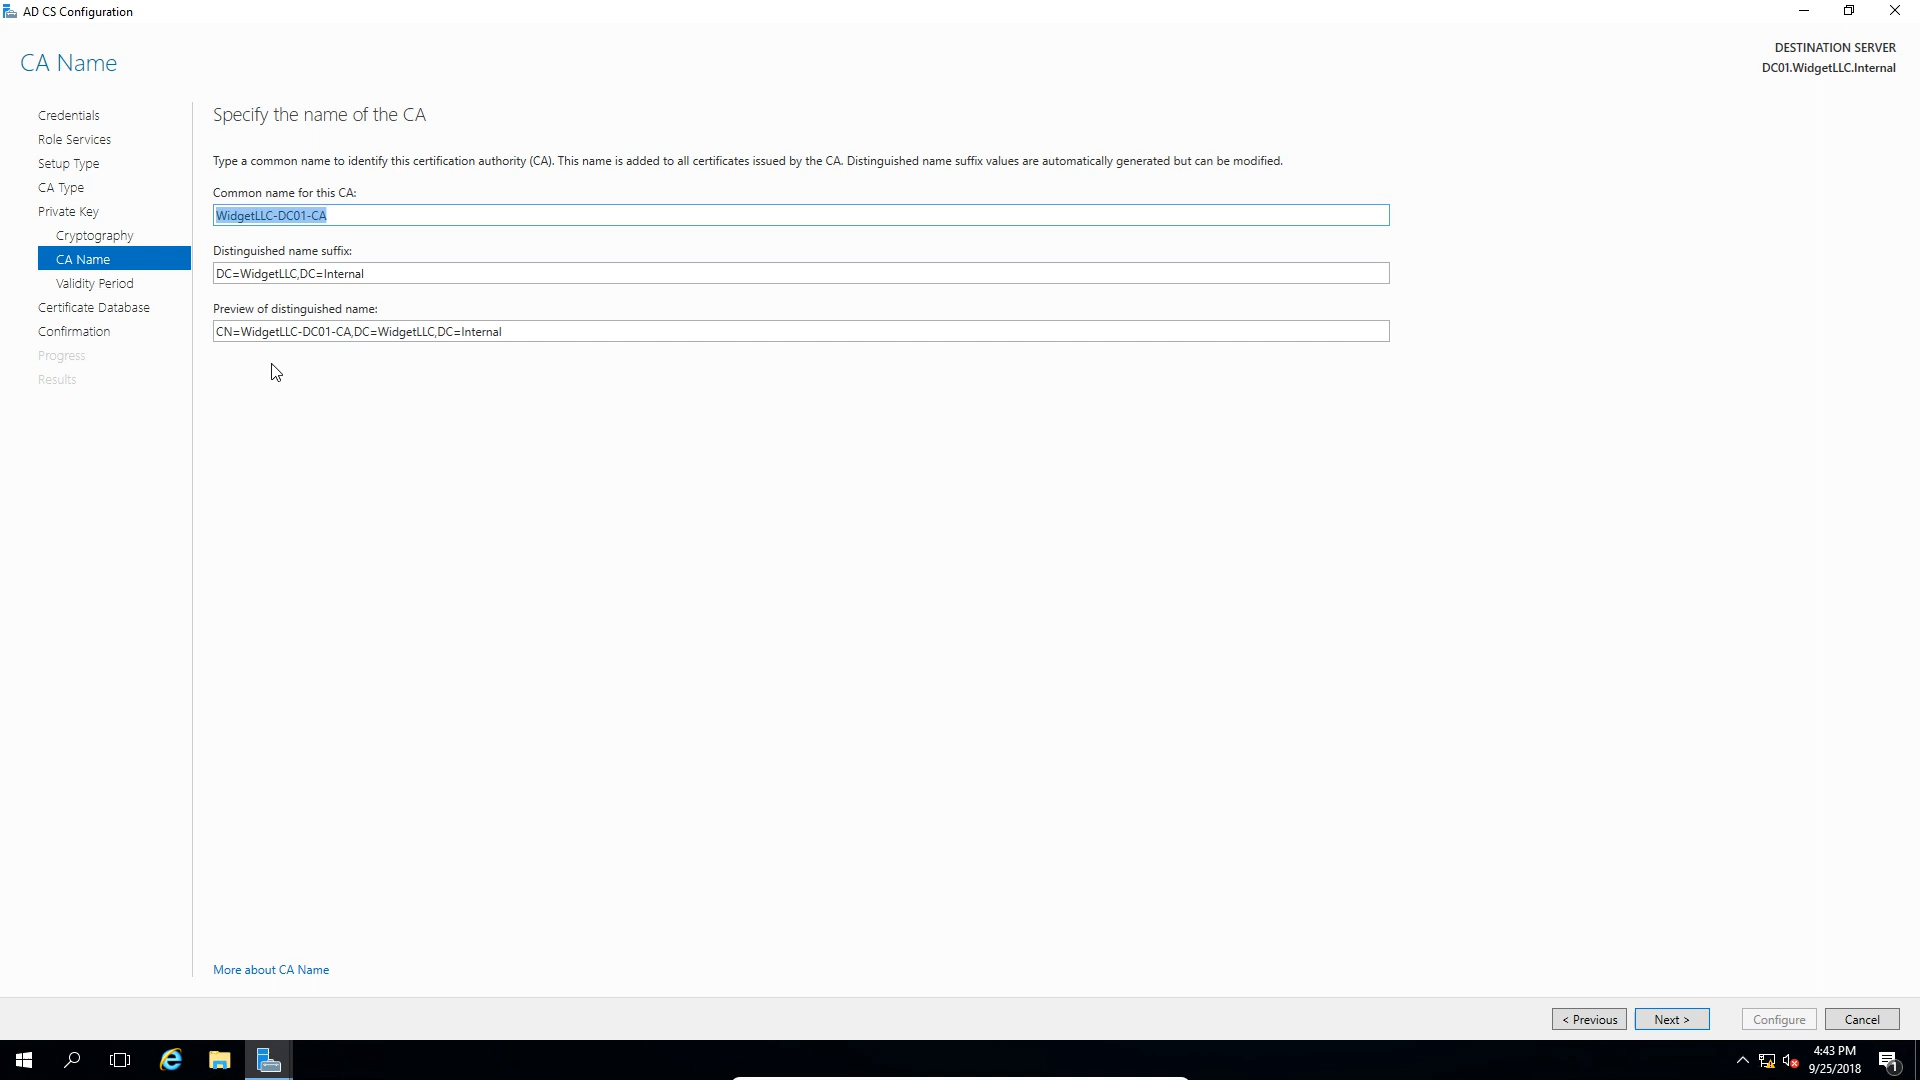 AD CS Configuration
CA Name
DESTINATION SERVER
DC01.WidgetLLC.Internal
Credentials
Role Services
Setup Type
CA Type
Private Key
Cryptography
CA Name
Validity Period
Certificate Database
Confirmation
Progress
Results
Specify the name of the CA
Type a common name to identify this certification authority (CA). This name is added to all certificates issued by the CA. Distinguished name suffix values are automatically generated but can be modified.
Common name for this CA:
WidgetLLC-DC01-CA
Distinguished name suffix:
DC=WidgetLLC,DC=Internal
Preview of distinguished name:
CN=WidgetLLC-DC01-CA,DC=WidgetLLC,DC=Internal
More about CA Name
< Previous
Next >
Configure
Cancel
4:43 PM
9/25/2018
1